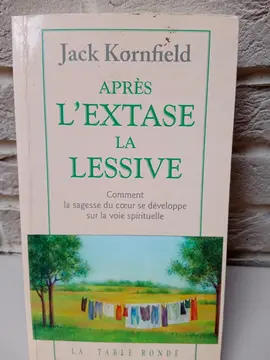 Jack Kornfield
APRÈS
L'EXTASE
LA
LESSIVE
Comment
la sagesse du cœur se développe
sur la voie spirituelle
LA TABLE RONDE